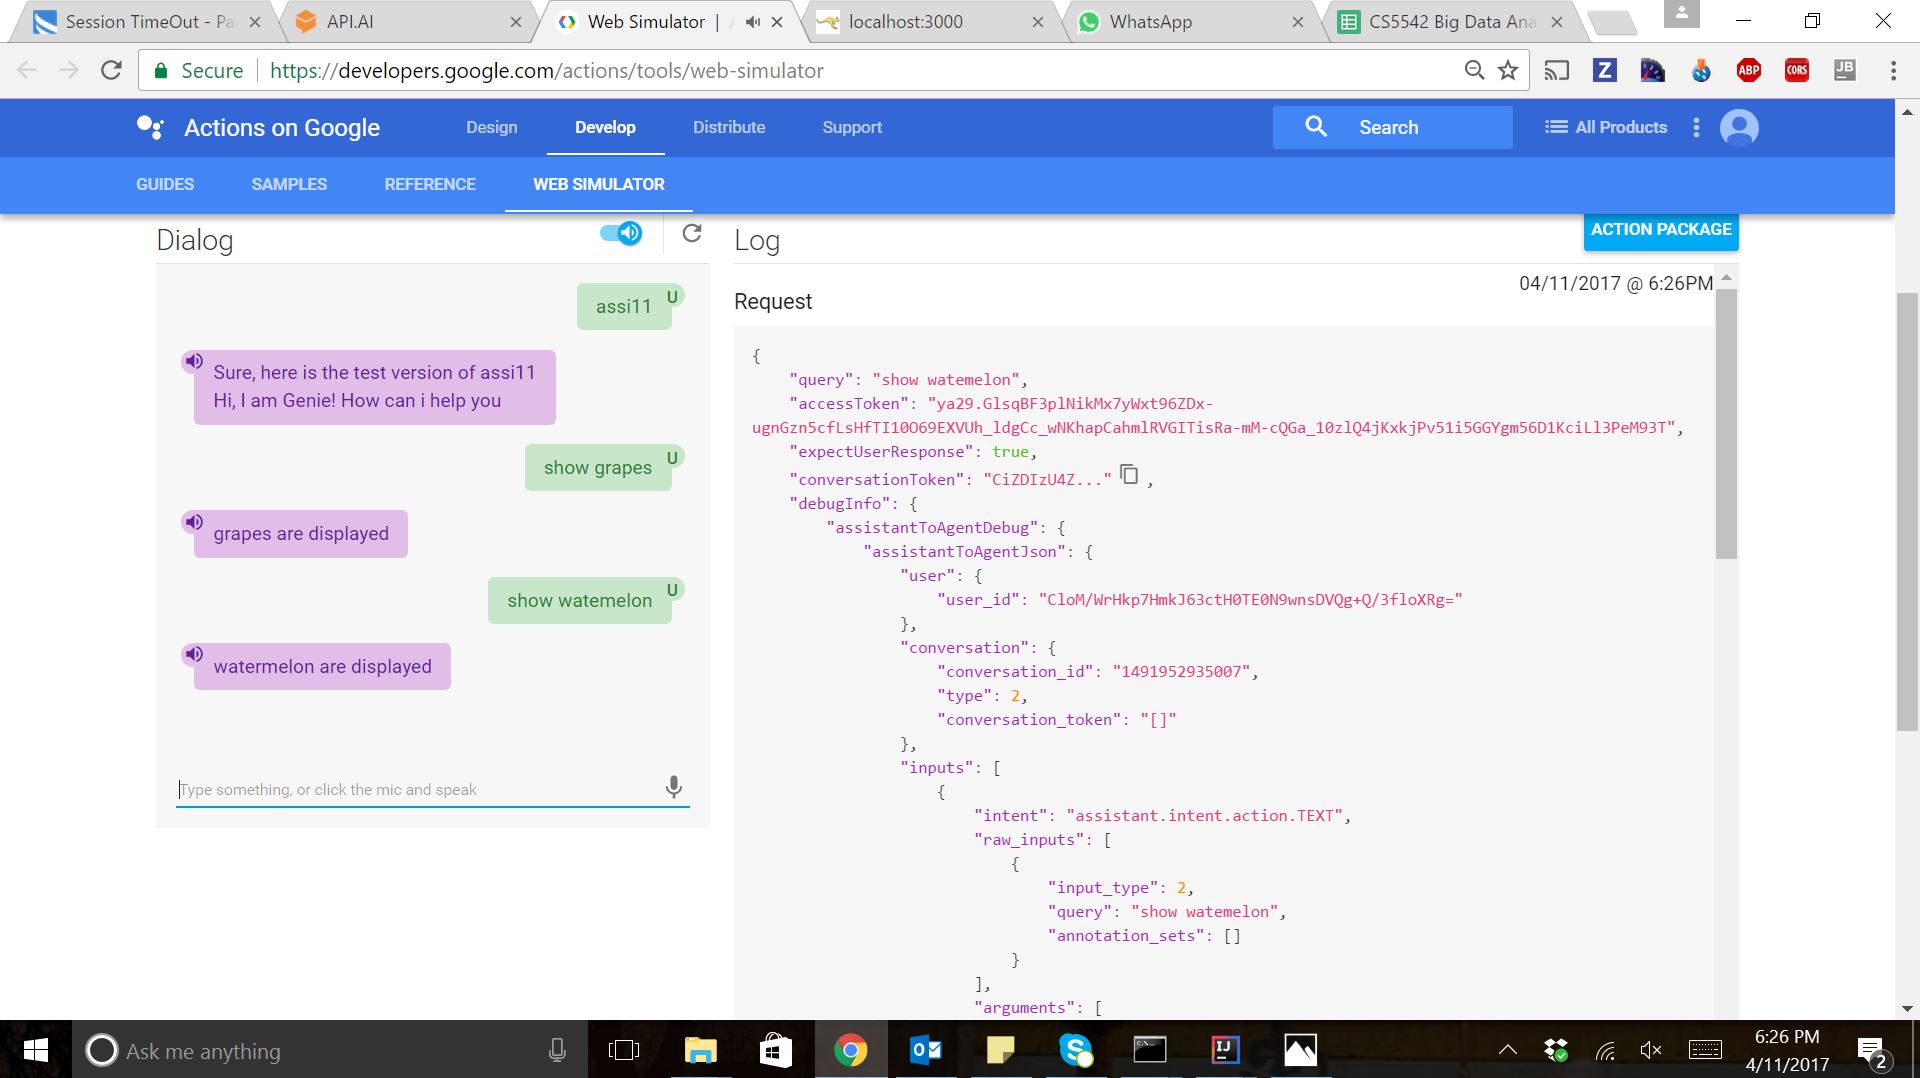 Session TimeOut - Pa
API.AI
Web Simulator |
localhost:3000
WhatsApp
CS5542 Big Data Ana
Secure
https://developers.google.com/actions/tools/web-simulator
Z
ABP
CORS
JB
Actions on Google
Design
Develop
Distribute
Support
Search
All Products
GUIDES
SAMPLES
REFERENCE
WEB SIMULATOR
Dialog
Log
ACTION PACKAGE
assi11
U
Sure, here is the test version of assi11
Hi, I am Genie! How can i help you
show grapes
U
grapes are displayed
show watemelon
U
watermelon are displayed
Type something, or click the mic and speak
04/11/2017 @ 6:26PM
Request
{
"query": "show watemelon",
"accessToken": "ya29.GlsqBF3plNikMx7yWxt96ZDx-
ugnGzn5cfLsHfTI10O69EXVUh_ldgCc_wNKhapCahmlRVGITisRa-mM-cQGa_10zlQ4jKxkjPv51i5GGYgm56D1KciLl3PeM93T",
"expectUserResponse": true,
"conversationToken": "CiZDIzU4Z..." ,
"debugInfo": {
"assistantToAgentDebug": {
"assistantToAgentJson": {
"user": {
"user_id": "CloM/WrHkp7HmkJ63ctH0TE0N9wnsDVQg+Q/3floXRg="
},
"conversation": {
"conversation_id": "1491952935007",
"type": 2,
"conversation_token": "[]"
},
"inputs": [
{
"intent": "assistant.intent.action.TEXT",
"raw_inputs": [
{
"input_type": 2,
"query": "show watemelon",
"annotation_sets": []
}
],
"arguments": [
Ask me anything
IJ
6:26 PM
4/11/2017
2